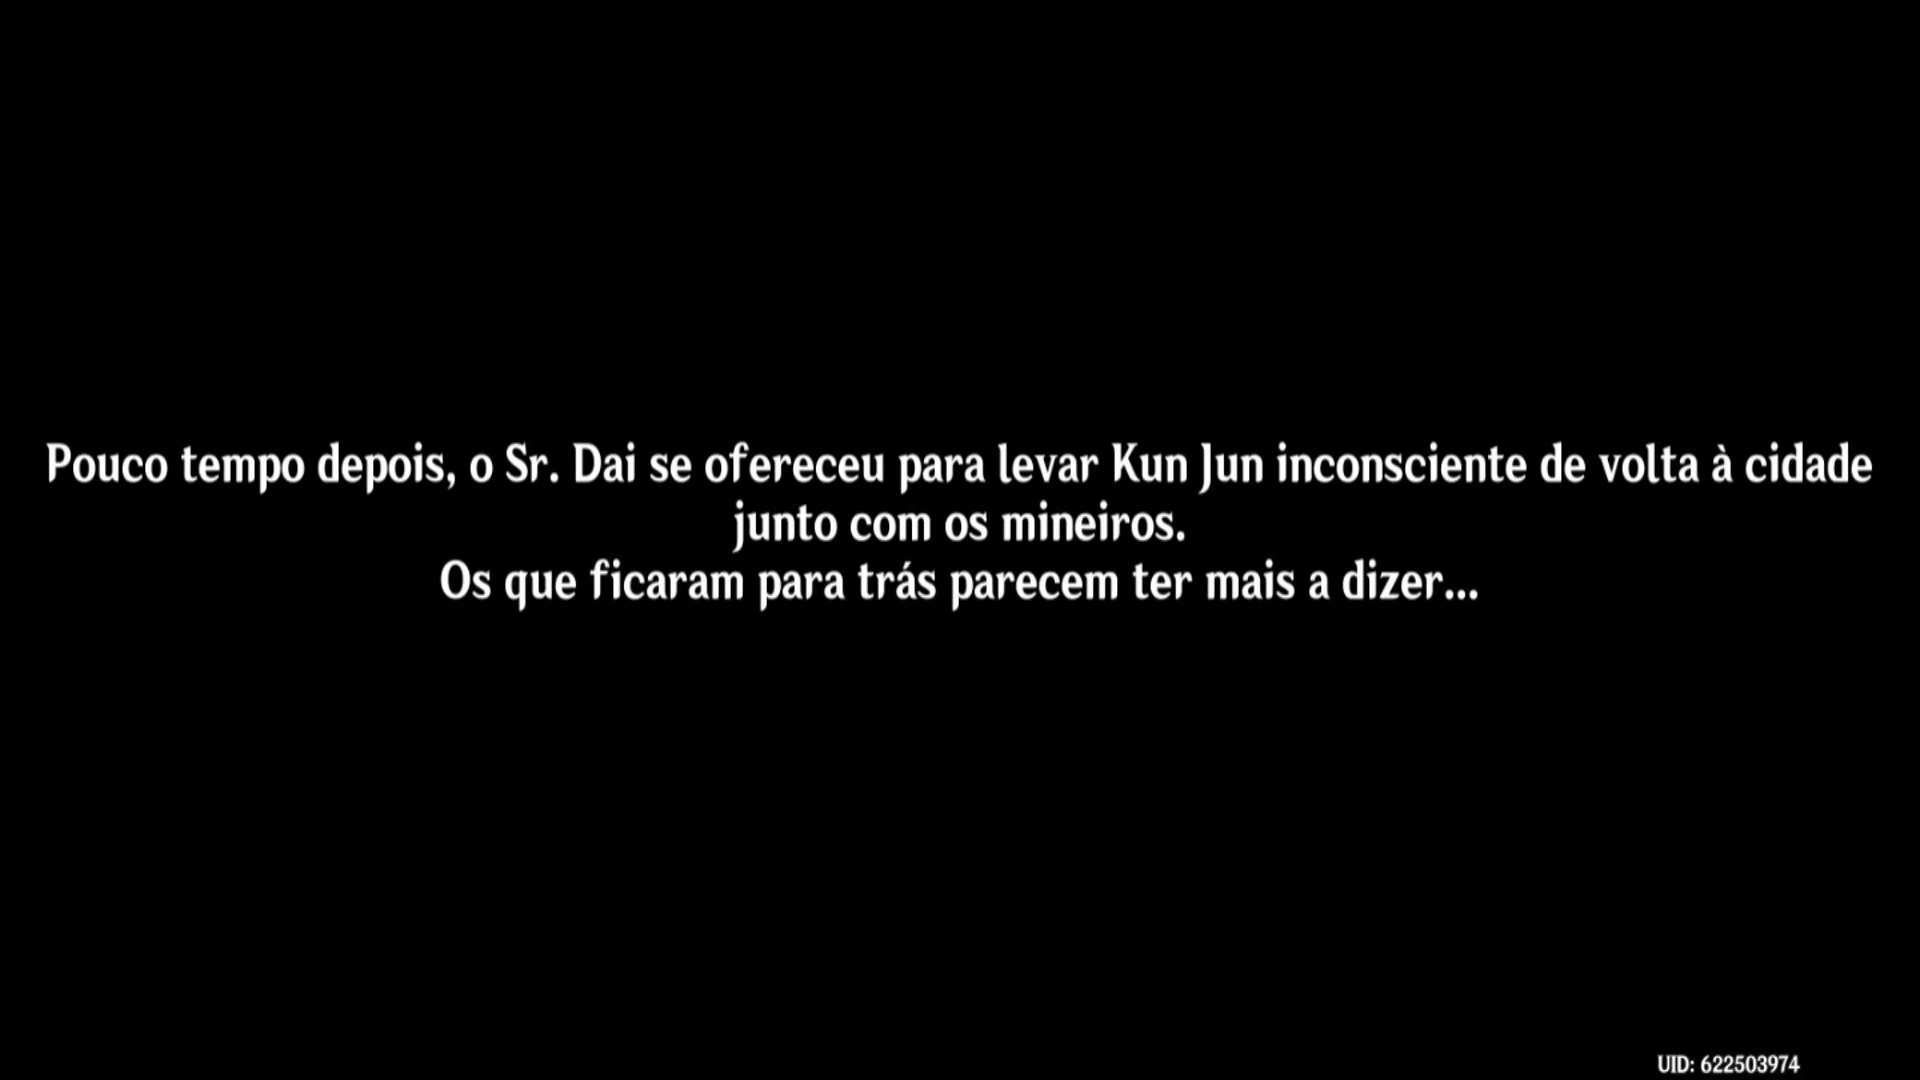 Pouco tempo depois, o Sr. Dai se ofereceu para levar Kun Jun inconsciente de volta à cidade
junto com os mineiros.
Os que ficaram para trás parecem ter mais a dizer...
UID: 622503974